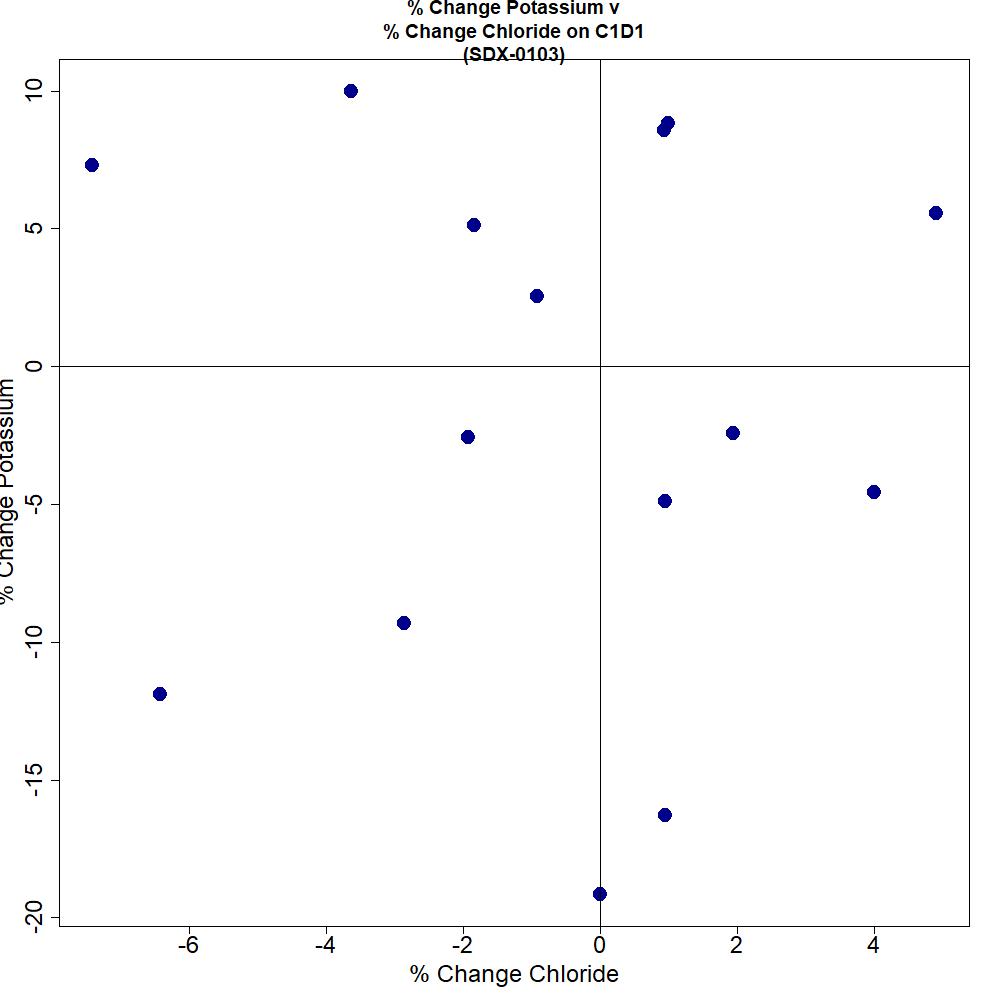 % Change Potassium v
% Change Chloride on C1D1
(SDX-0103)
10
5
0
-5
-10
-15
-20
% Change Potassium
-6
-4
-2
0
2
4
% Change Chloride